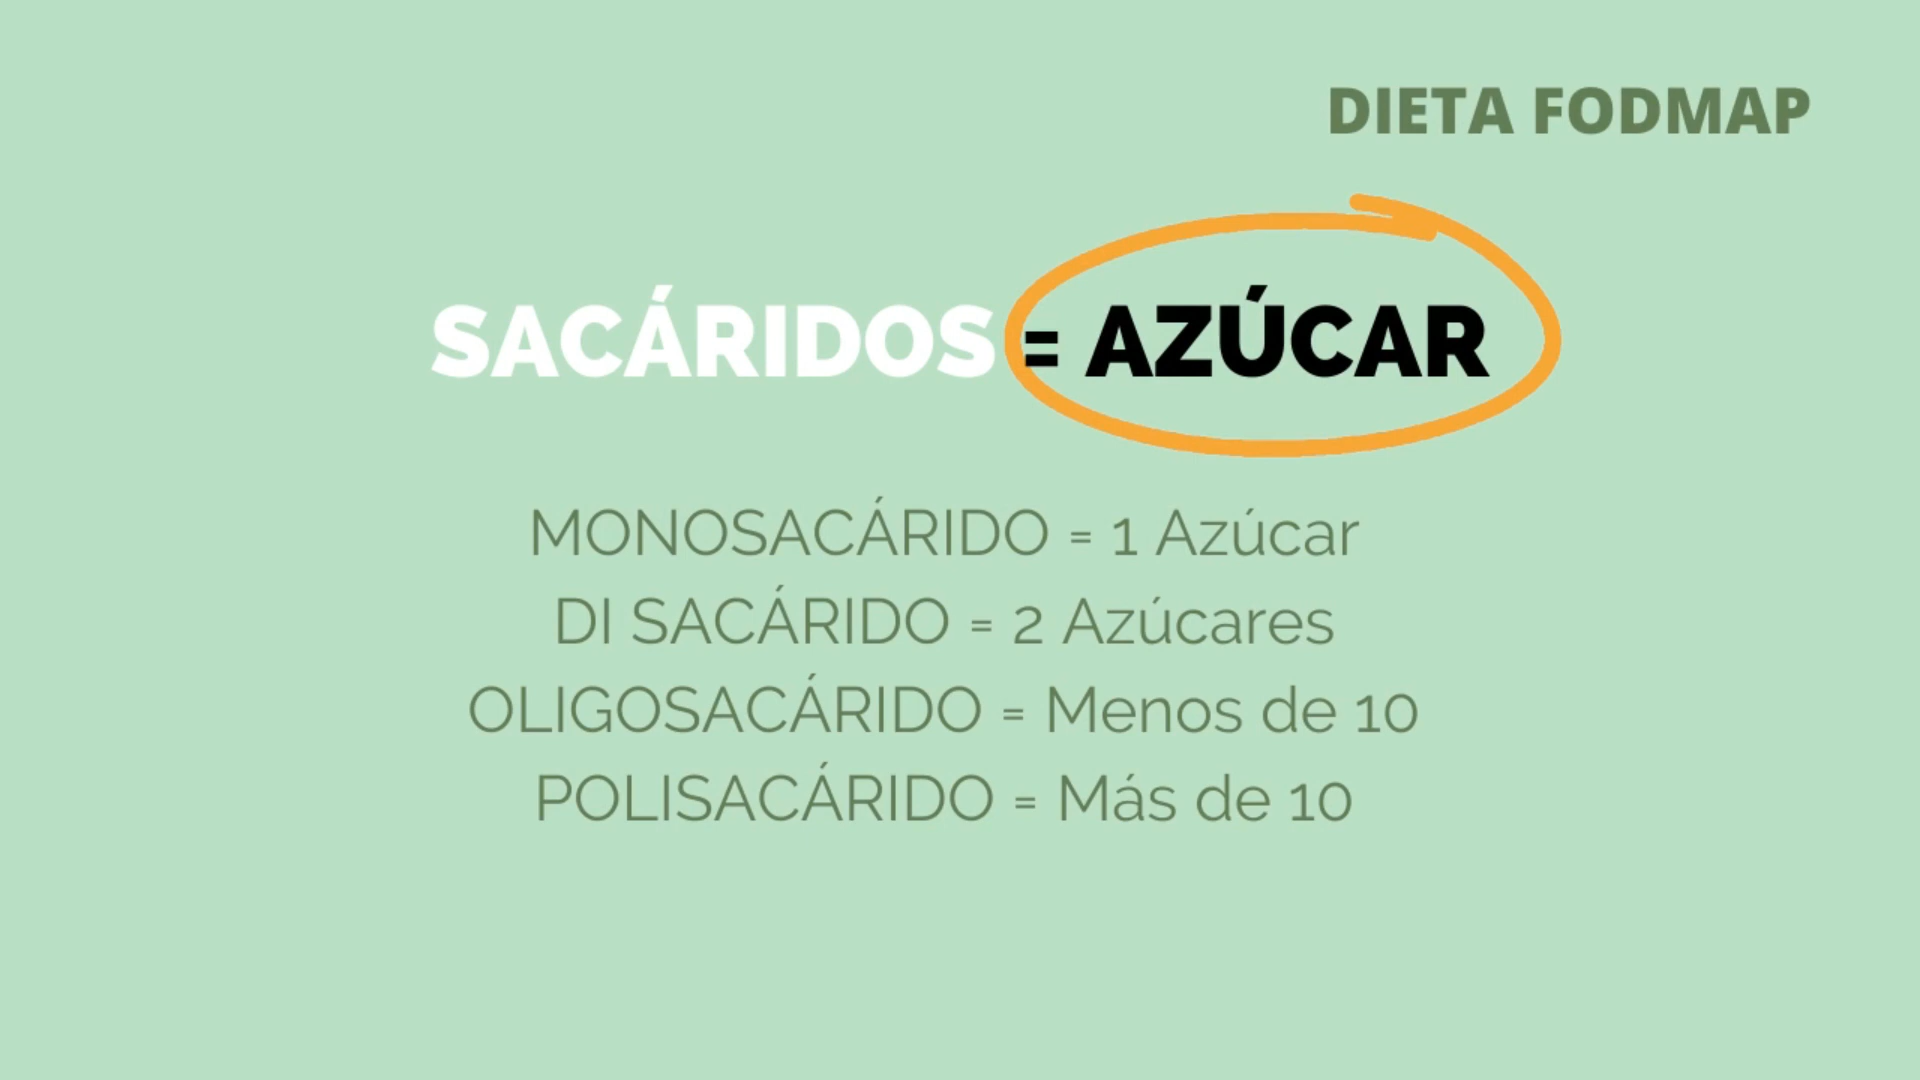 DIETA FODMAP
SACÁRIDOS = AZÚCAR
MONOSACÁRIDO = 1 Azúcar
DI SACÁRIDO = 2 Azúcares
OLIGOSACÁRIDO = Menos de 10
POLISACÁRIDO = Más de 10